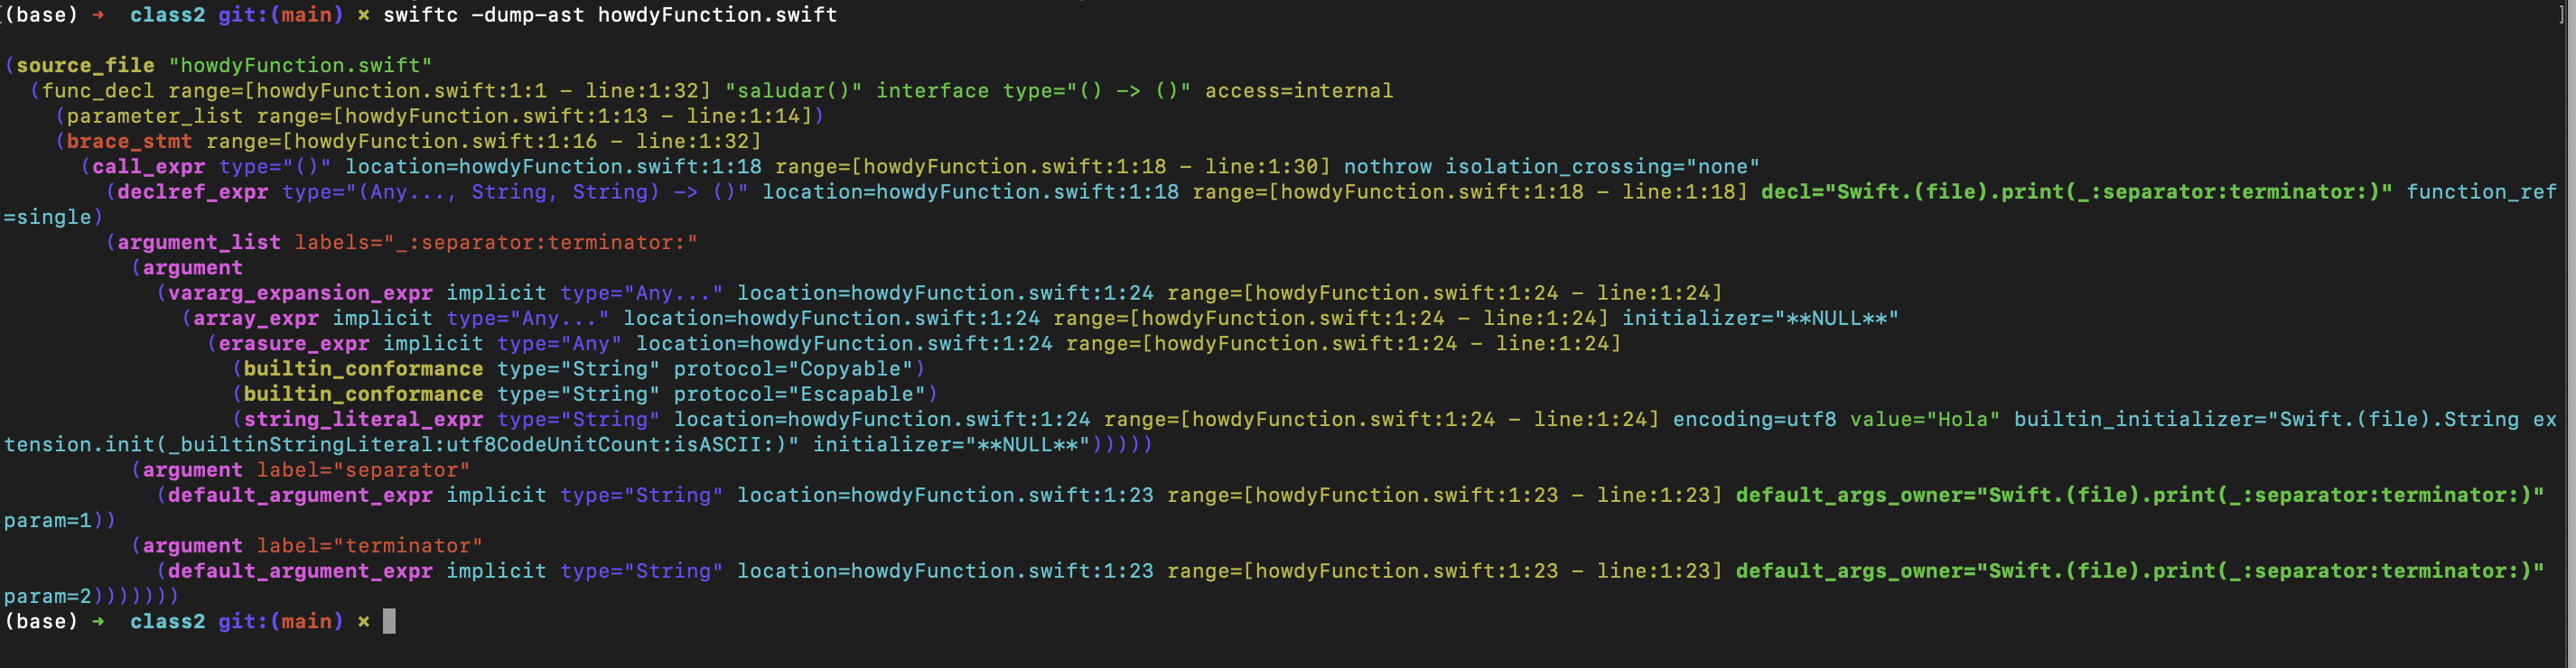 (base) → class2 git:(main) × swiftc -dump-ast howdyFunction.swift ]
(source_file "howdyFunction.swift"
(func_decl range=[howdyFunction.swift:1:1 - line:1:32] "saludar()" interface type="() -> ()" access=internal
(parameter_list range=[howdyFunction.swift:1:13 - line:1:14])
(brace_stmt range=[howdyFunction.swift:1:16 - line:1:32]
(call_expr type="()" location=howdyFunction.swift:1:18 range=[howdyFunction.swift:1:18 - line:1:30] nothrow isolation_crossing="none"
(declref_expr type="(Any..., String, String) -> ()" location=howdyFunction.swift:1:18 range=[howdyFunction.swift:1:18 - line:1:18] decl="Swift.(file).print(_:separator:terminator:)" function_ref
=single)
(argument_list labels="_:separator:terminator:"
(argument
(vararg_expansion_expr implicit type="Any..." location=howdyFunction.swift:1:24 range=[howdyFunction.swift:1:24 - line:1:24]
(array_expr implicit type="Any..." location=howdyFunction.swift:1:24 range=[howdyFunction.swift:1:24 - line:1:24] initializer="**NULL**"
(erasure_expr implicit type="Any" location=howdyFunction.swift:1:24 range=[howdyFunction.swift:1:24 - line:1:24]
(builtin_conformance type="String" protocol="Copyable")
(builtin_conformance type="String" protocol="Escapable")
(string_literal_expr type="String" location=howdyFunction.swift:1:24 range=[howdyFunction.swift:1:24 - line:1:24] encoding=utf8 value="Hola" builtin_initializer="Swift.(file).String ex
tension.init(_builtinStringLiteral:utf8CodeUnitCount:isASCII:)" initializer="**NULL**")))))
(argument label="separator"
(default_argument_expr implicit type="String" location=howdyFunction.swift:1:23 range=[howdyFunction.swift:1:23 - line:1:23] default_args_owner="Swift.(file).print(_:separator:terminator:)"
param=1))
(argument label="terminator"
(default_argument_expr implicit type="String" location=howdyFunction.swift:1:23 range=[howdyFunction.swift:1:23 - line:1:23] default_args_owner="Swift.(file).print(_:separator:terminator:)"
param=2)))))))
(base) → class2 git:(main) ×